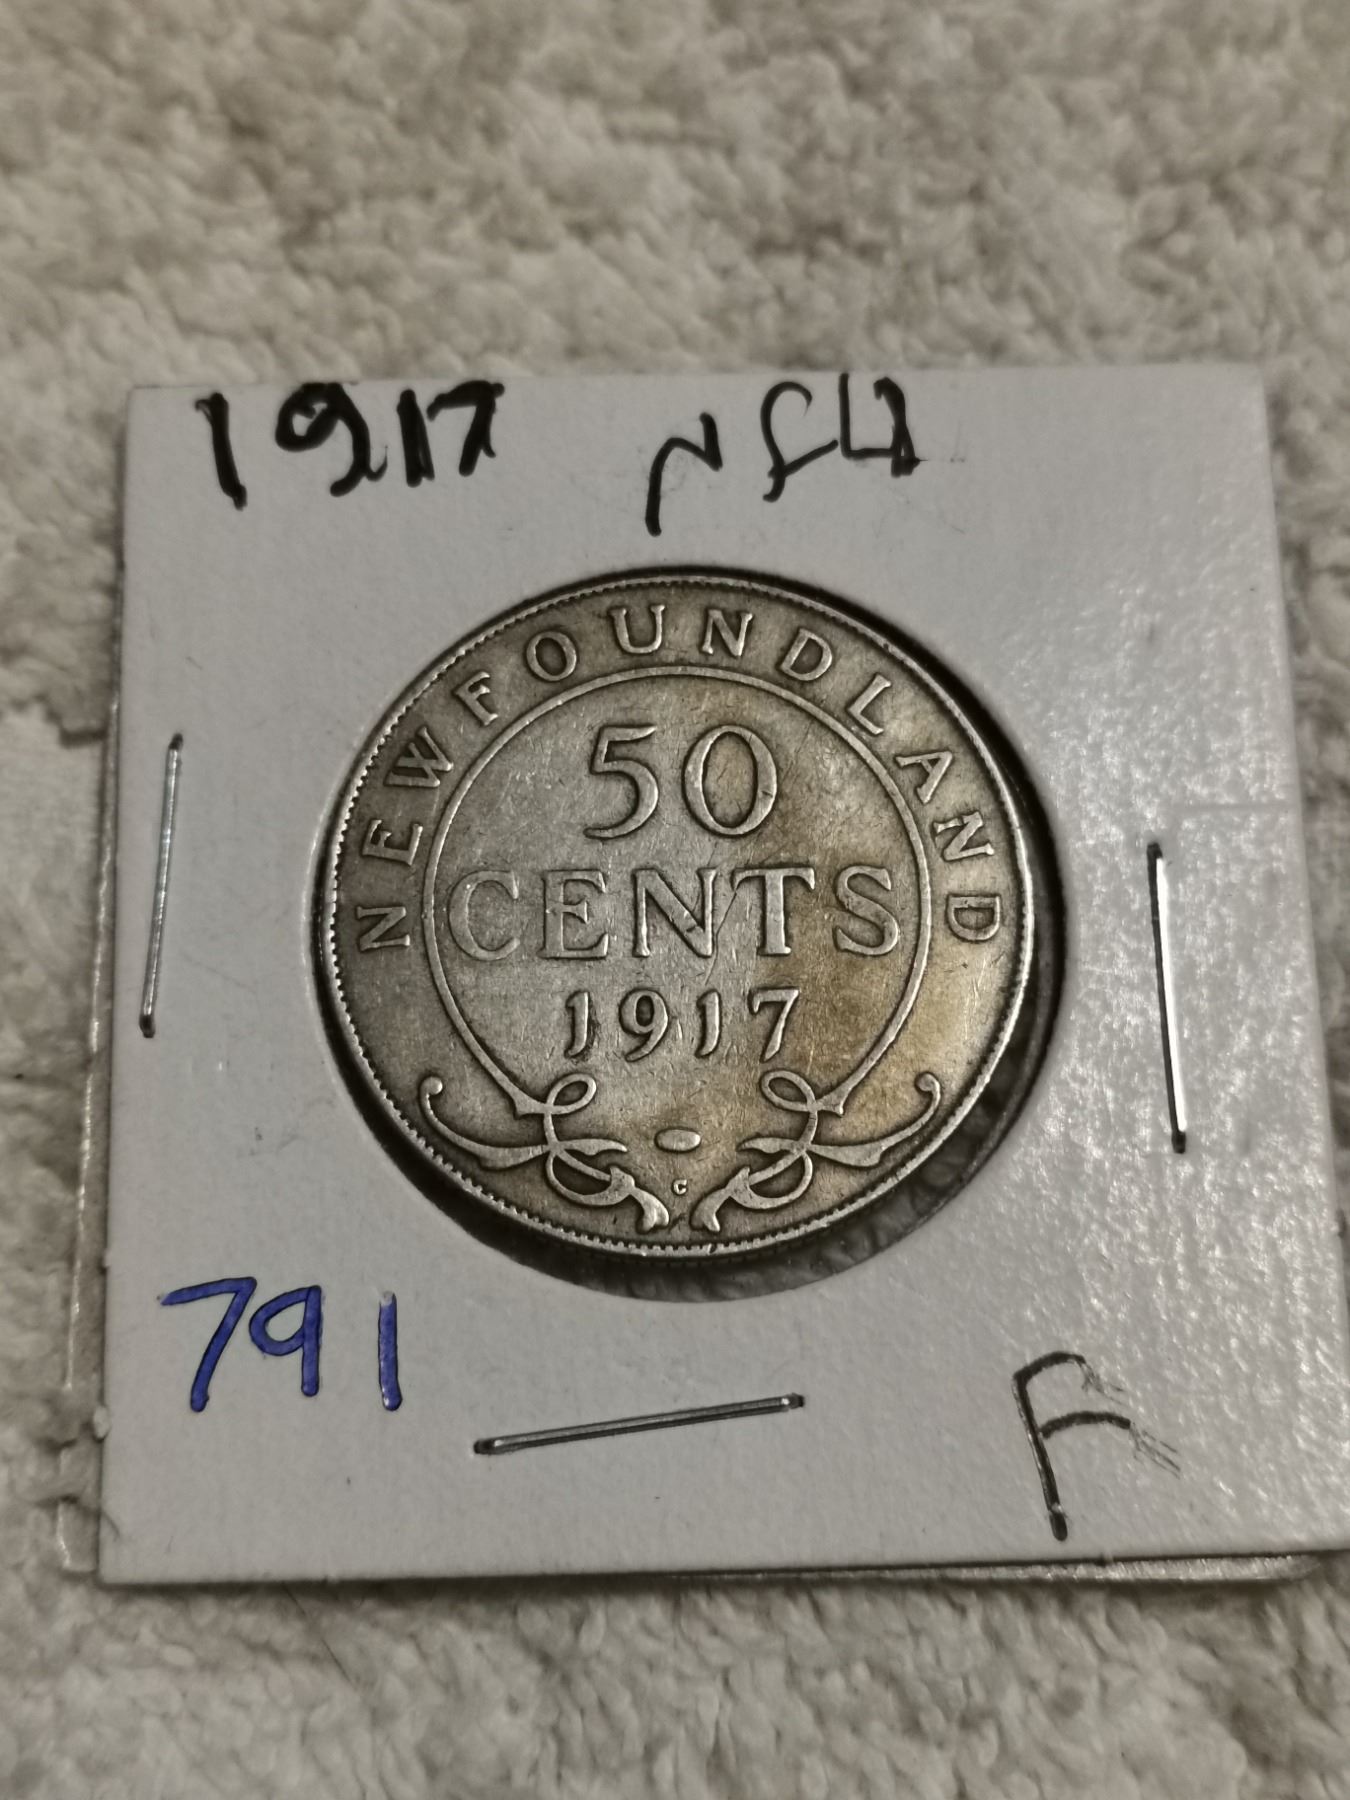 1917 NFLD
NEWFOUNDLAND
50
CENTS
1917
C
791
F